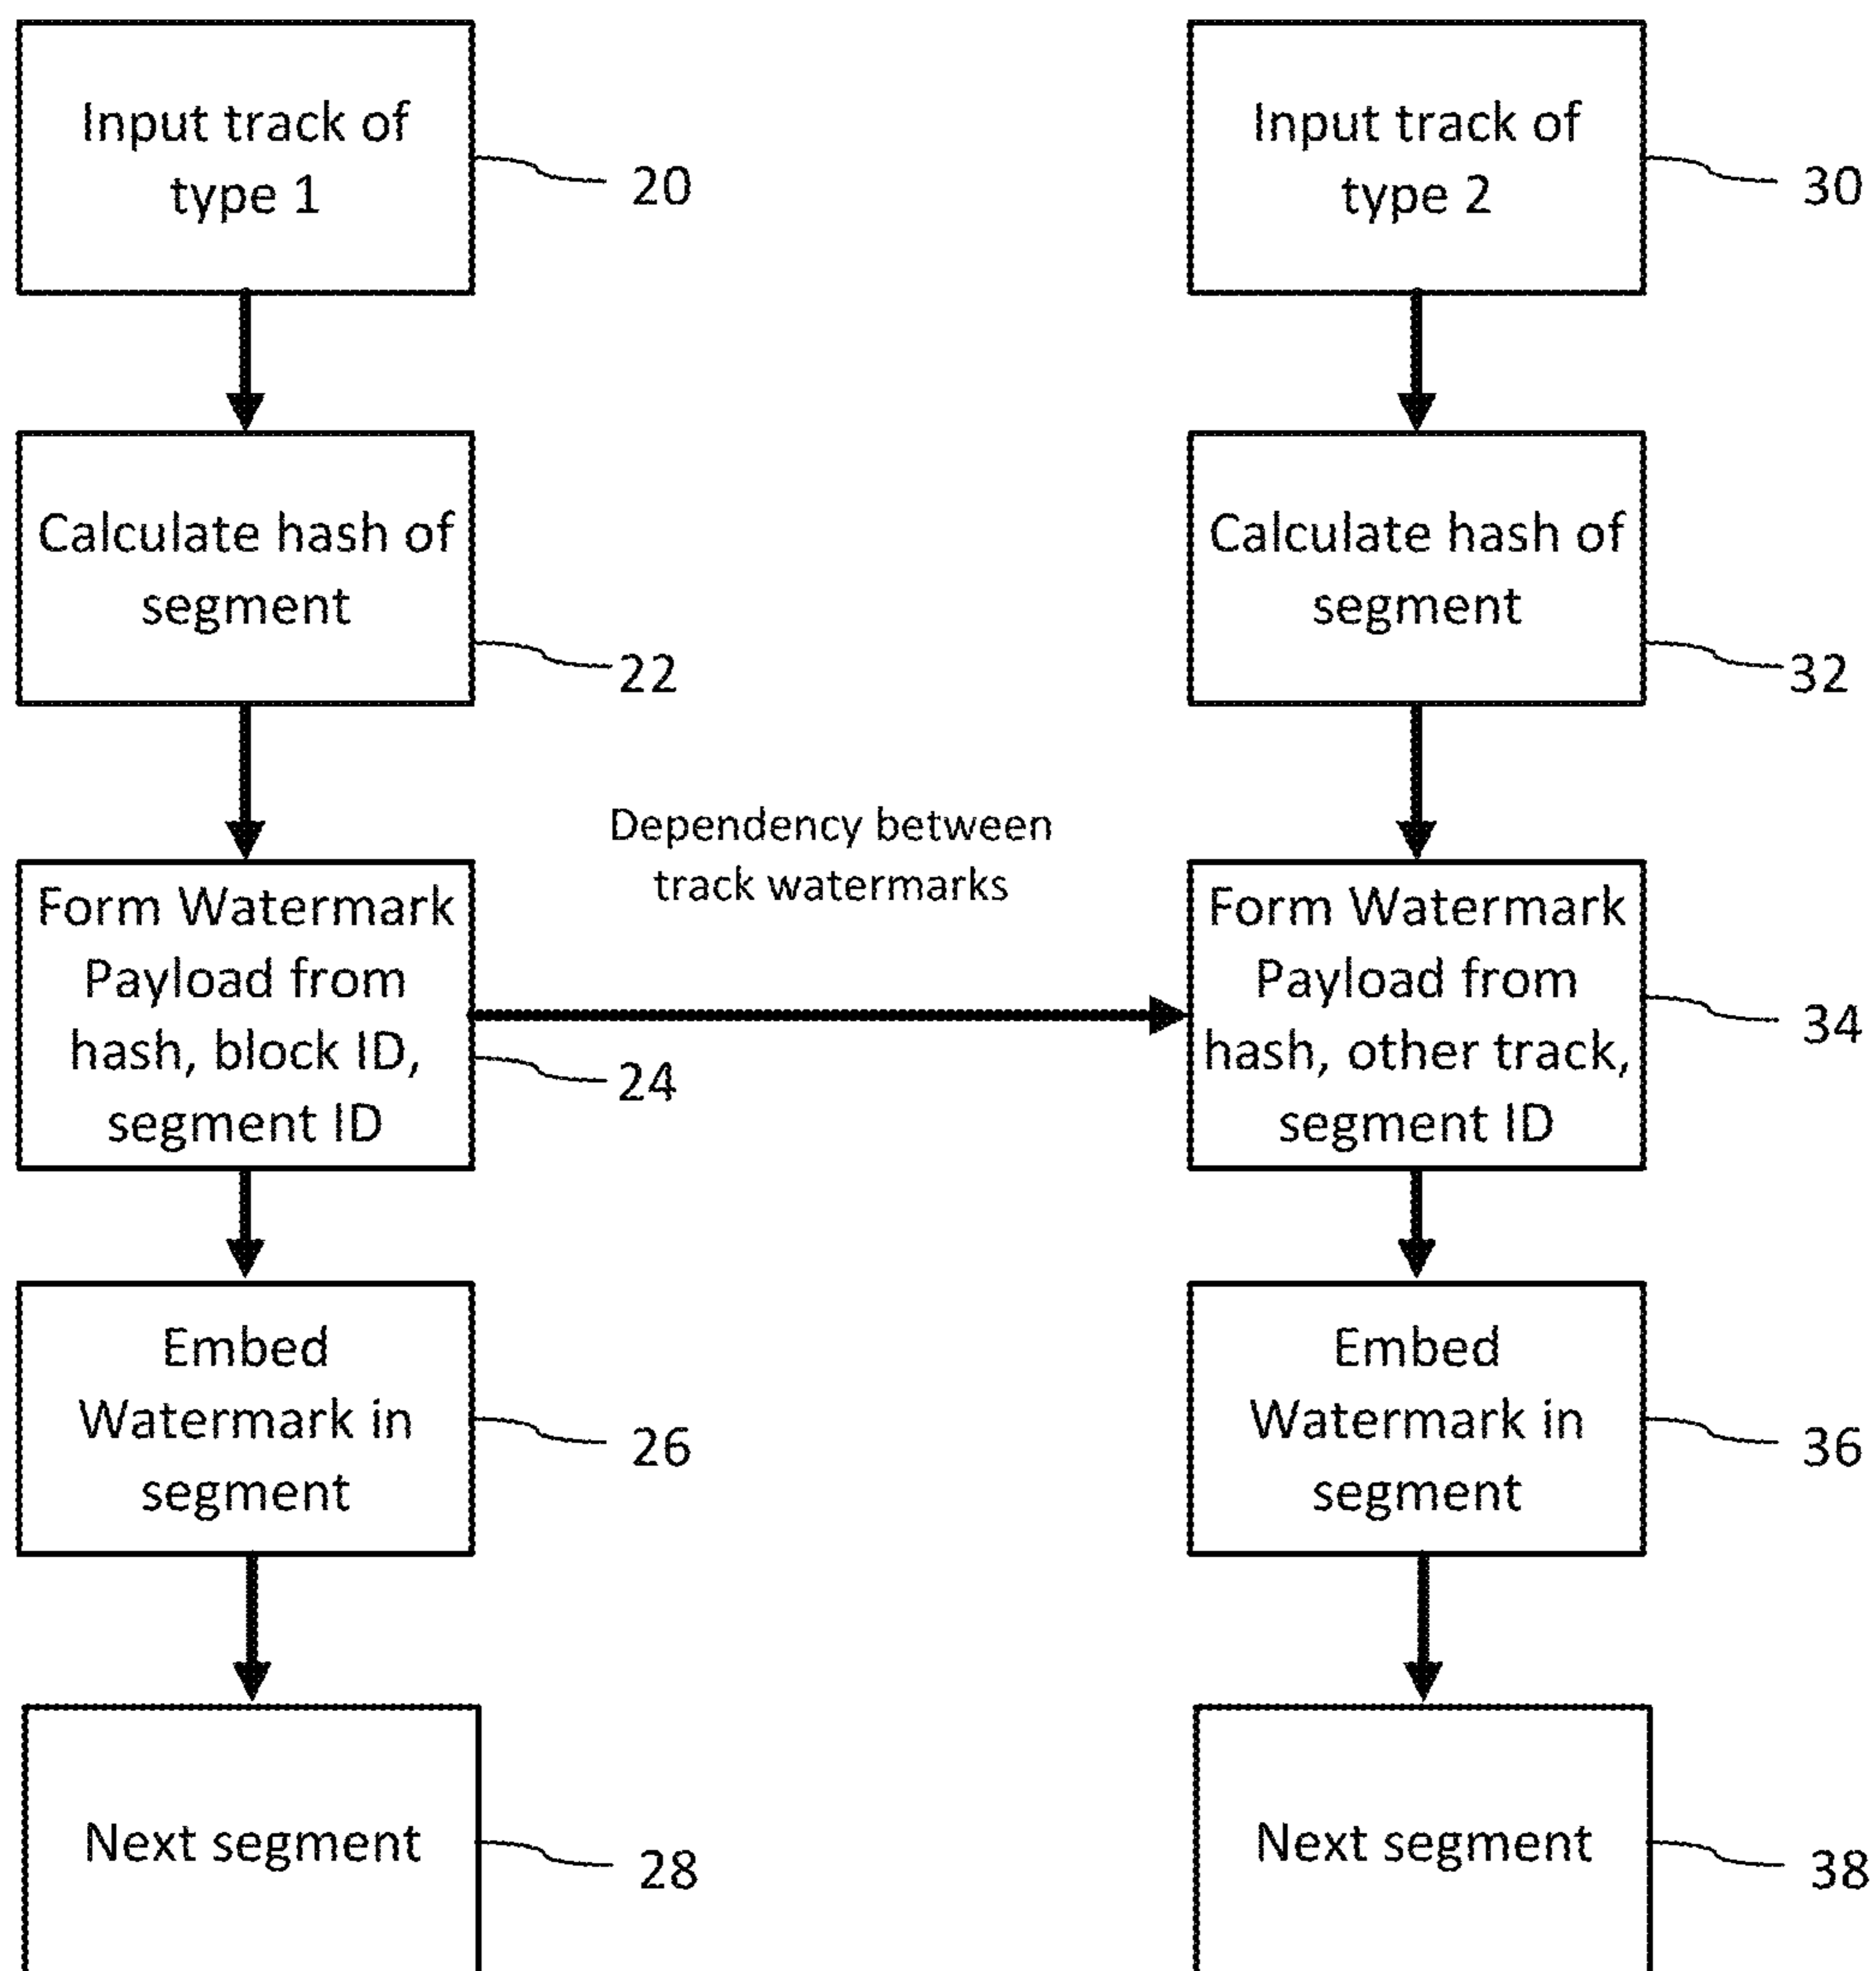 Input track of
type 1
20
Calculate hash of
segment
22
Form Watermark
Payload from
hash, block ID,
segment ID
24
Embed
Watermark in
segment
26
Next segment
28
Dependency between
track watermarks
Input track of
type 2
30
Calculate hash of
segment
32
Form Watermark
Payload from
hash, other track,
segment ID
34
Embed
Watermark in
segment
36
Next segment
38